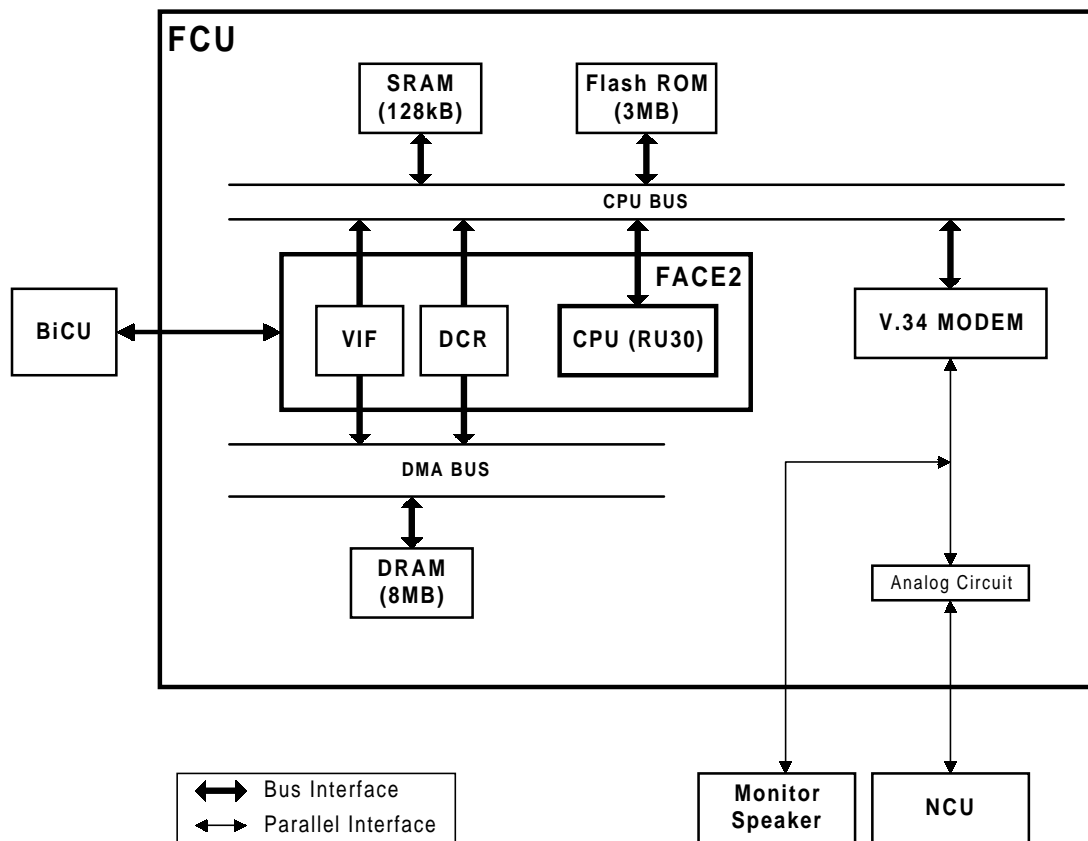 FCU
SRAM
(128kB)
Flash ROM
(3MB)
CPU BUS
FACE2
BiCU
VIF
DCR
CPU (RU30)
V.34 MODEM
DMA BUS
DRAM
(8MB)
Analog Circuit
Bus Interface
Parallel Interface
Monitor
Speaker
NCU